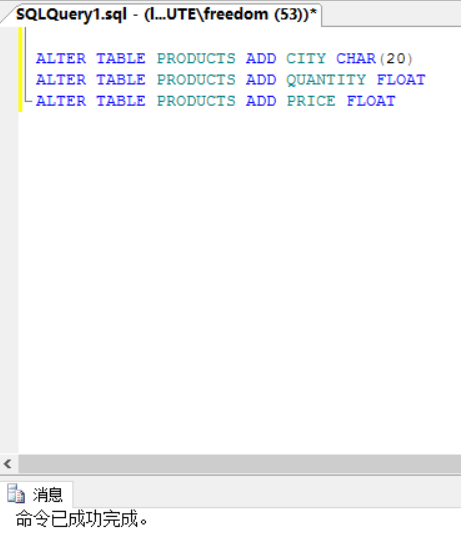 SQLQuery1.sql - (l...UTE\freedom (53))*
ALTER TABLE PRODUCTS ADD CITY CHAR(20)
ALTER TABLE PRODUCTS ADD QUANTITY FLOAT
ALTER TABLE PRODUCTS ADD PRICE FLOAT
消息
命令已成功完成。